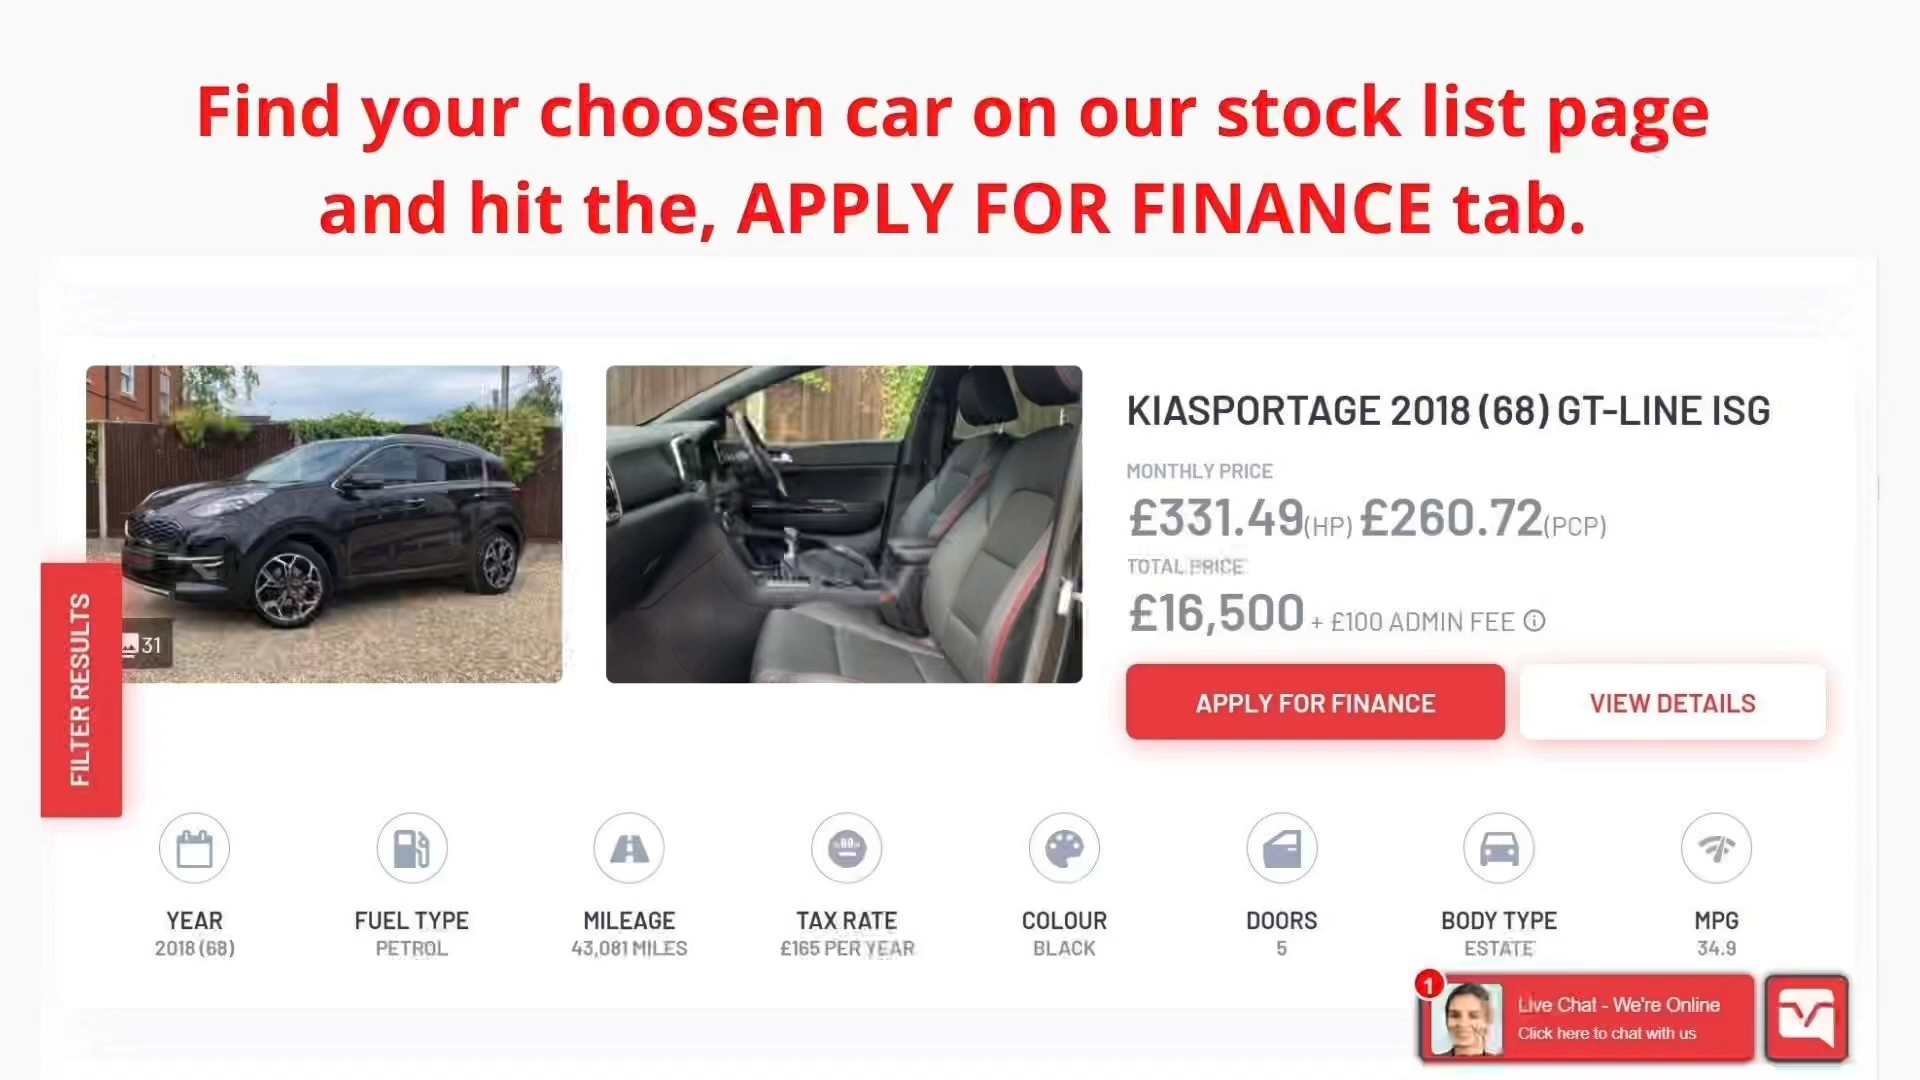 Find your choosen car on our stock list page
and hit the, APPLY FOR FINANCE tab.
KIASPORTAGE 2018 (68) GT-LINE ISG
MONTHLY PRICE
£331.49(HP) £260.72(PCP)
TOTAL PRICE
£16,500 + £100 ADMIN FEE
31
FILTER RESULTS
APPLY FOR FINANCE
VIEW DETAILS
YEAR
2018 (68)
FUEL TYPE
PETROL
MILEAGE
43,081 MILES
TAX RATE
£165 PER YEAR
COLOUR
BLACK
DOORS
5
BODY TYPE
ESTATE
MPG
34.9
1
Live Chat - We're Online
Click here to chat with us